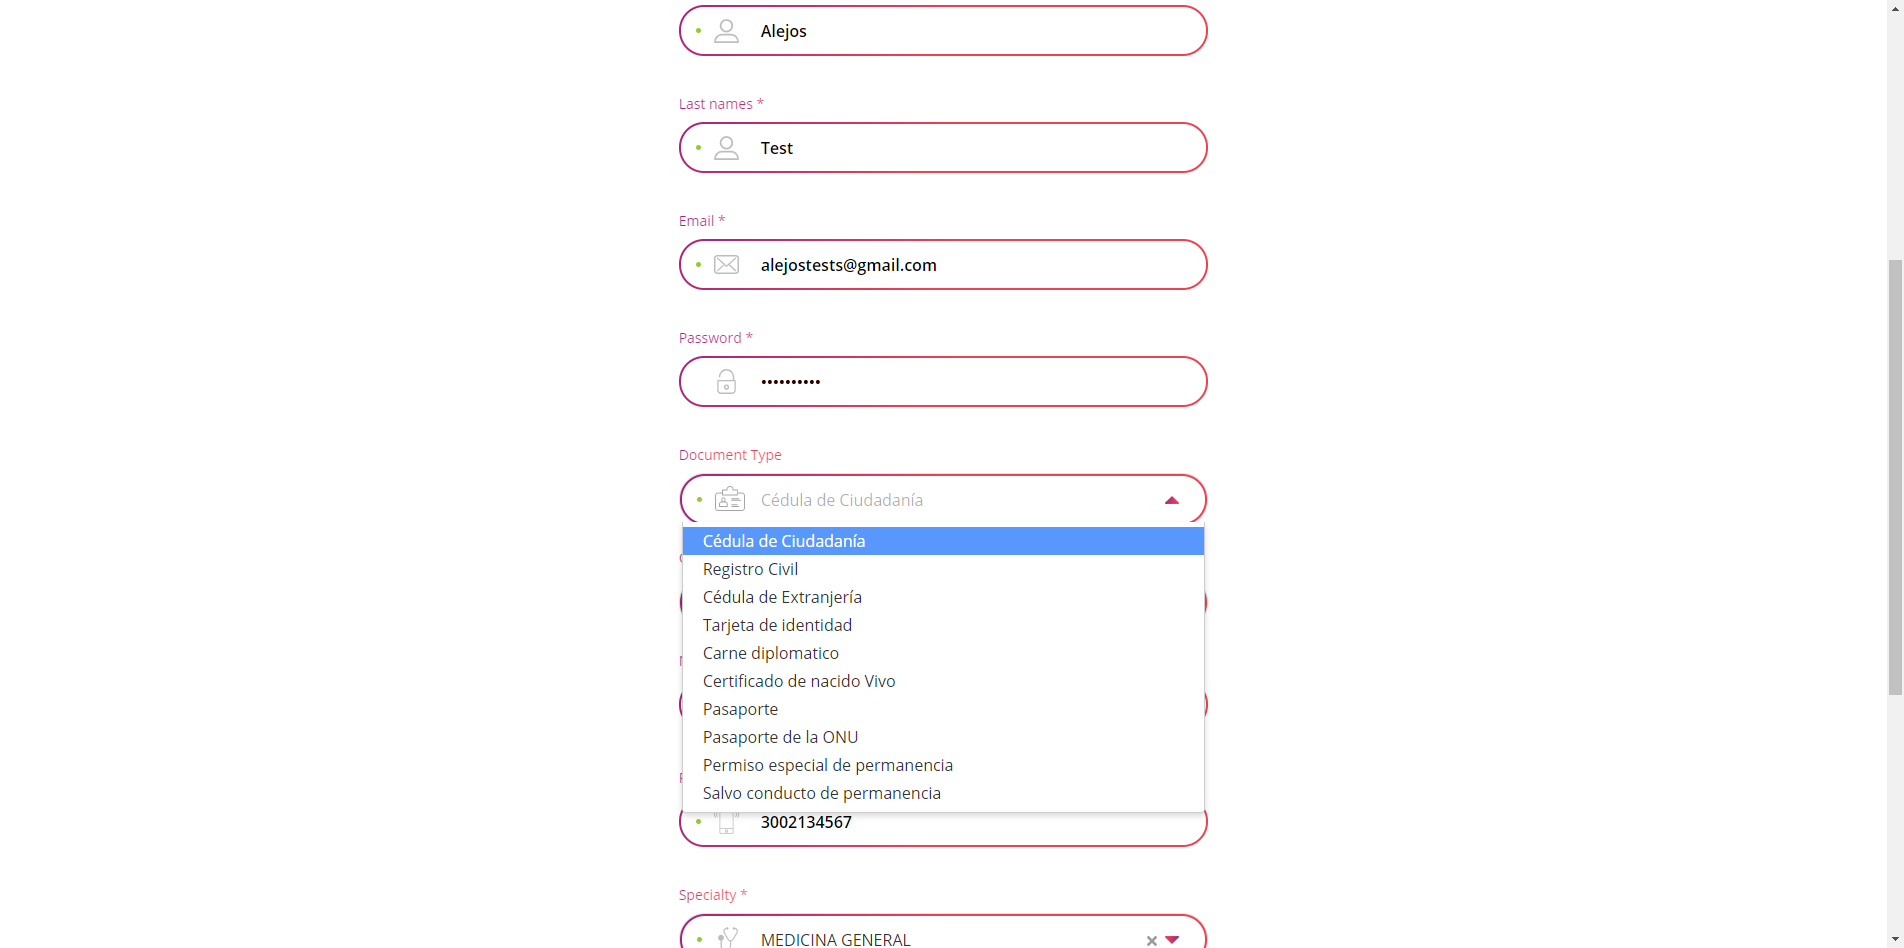 Alejos
Last names *
Test
Email *
alejostests@gmail.com
Password *
••••••••••
Document Type
Cédula de Ciudadanía
Cédula de Ciudadanía
Registro Civil
Cédula de Extranjería
Tarjeta de identidad
Carne diplomatico
Certificado de nacido Vivo
Pasaporte
Pasaporte de la ONU
Permiso especial de permanencia
Salvo conducto de permanencia
3002134567
Specialty *
MEDICINA GENERAL